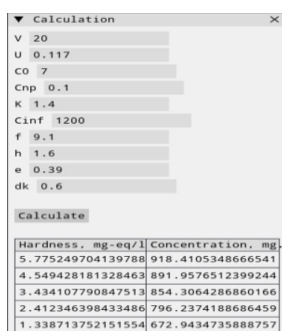 ▼ Calculation ×
V 20
U 0.117
C0 7
Cnp 0.1
K 1.4
Cinf 1200
f 9.1
h 1.6
e 0.39
dk 0.6
Calculate
Hardness, mg-eq/l Concentration, mg
5.775249704139788 918.4105348666541
4.549428181328463 891.9576512399244
3.434107790847513 854.3064286860166
2.412346398433486 796.2374188686459
1.338713752151554 672.94347358887 57